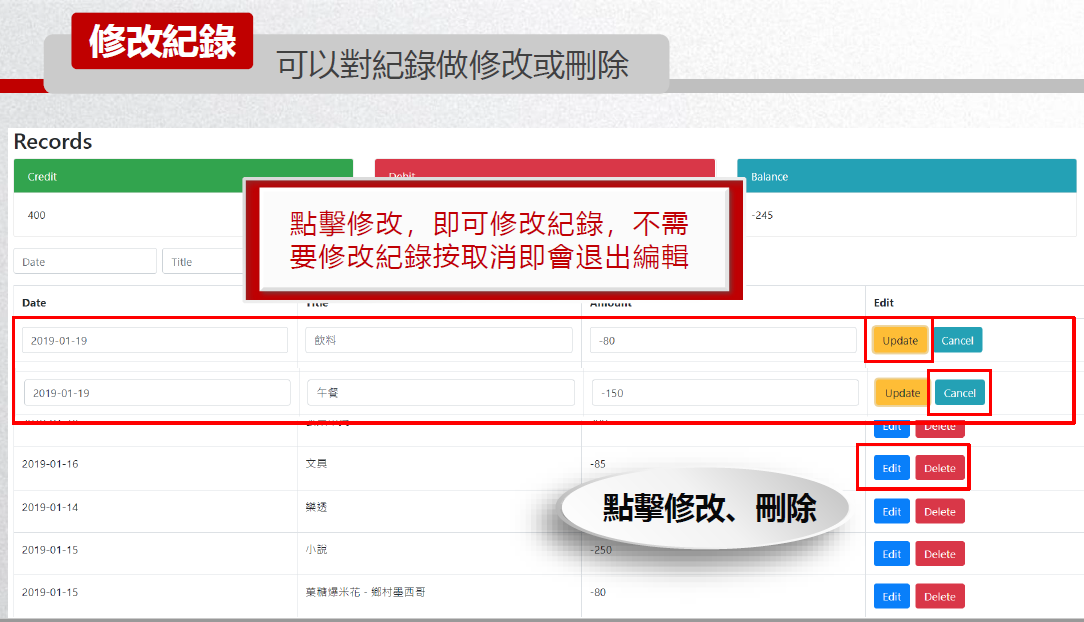 修改紀錄
可以對紀錄做修改或刪除
Records
Credit
Debit
Balance
400
-245
點擊修改，即可修改紀錄，不需
要修改紀錄按取消即會退出編輯
Date Title
Date Title Amount Edit
2019-01-19 飲料 -80 Update Cancel
2019-01-19 午餐 -150 Update Cancel
Edit Delete
2019-01-16 文具 -85 Edit Delete
點擊修改、刪除
2019-01-14 樂透 Edit Delete
2019-01-15 小說 -250 Edit Delete
2019-01-15 菓糖爆米花 - 鄉村墨西哥 -80 Edit Delete